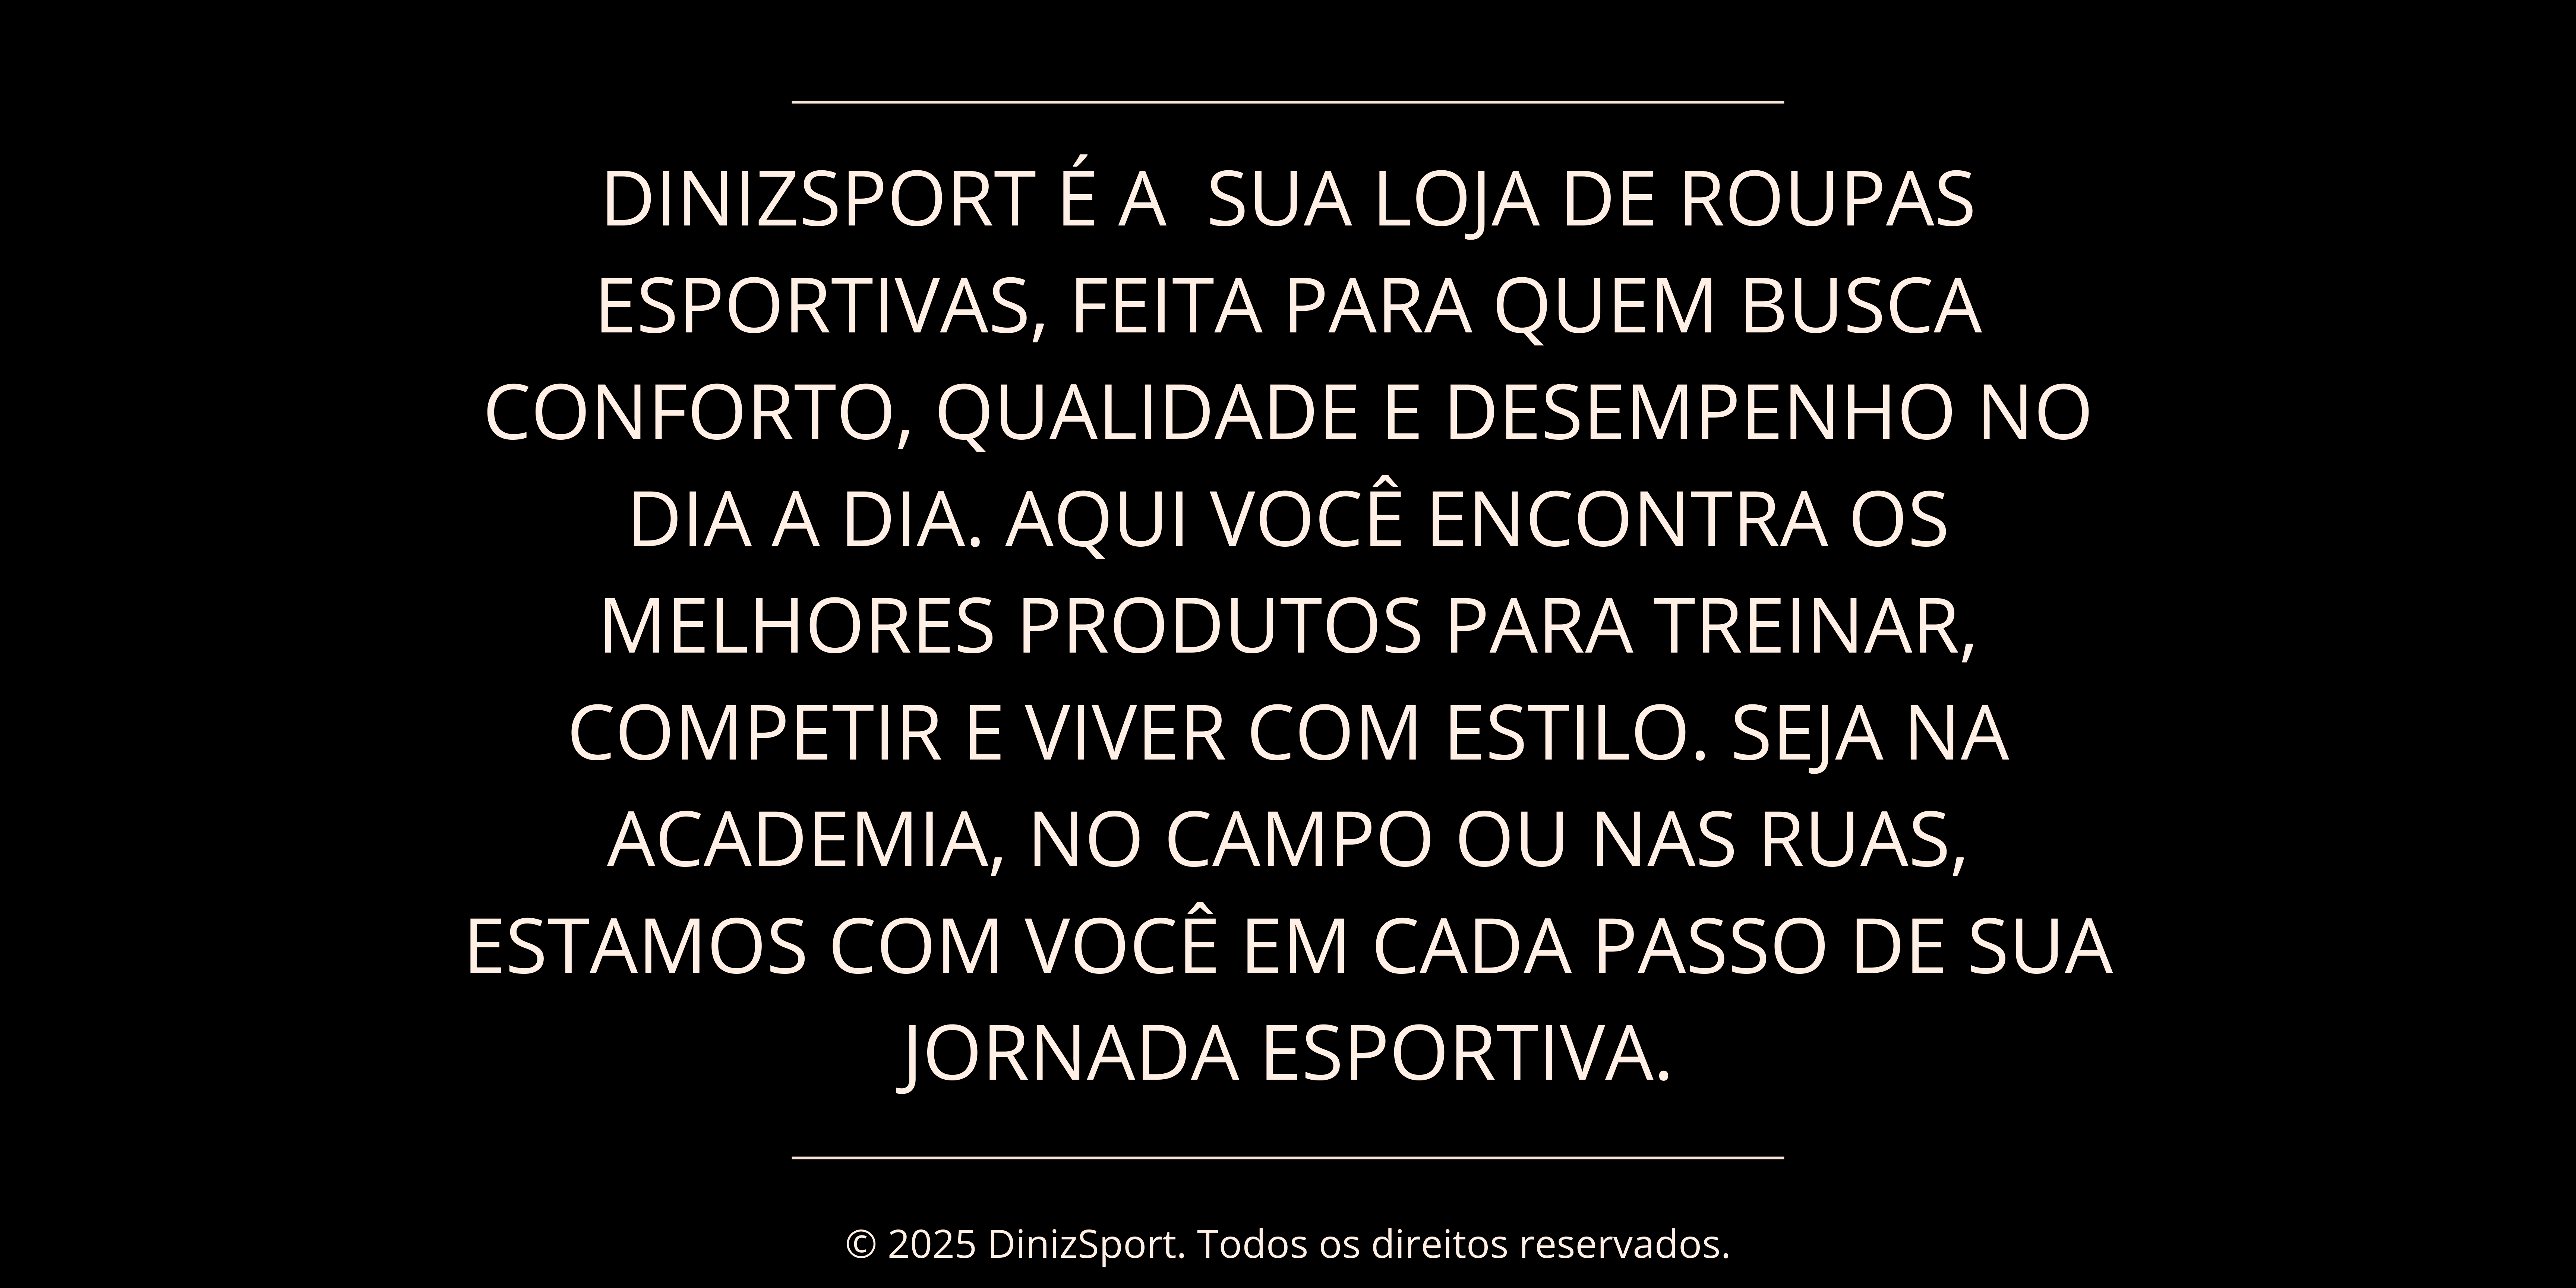 DINIZSPORT É A  SUA LOJA DE ROUPAS
ESPORTIVAS, FEITA PARA QUEM BUSCA
CONFORTO, QUALIDADE E DESEMPENHO NO
DIA A DIA. AQUI VOCÊ ENCONTRA OS
MELHORES PRODUTOS PARA TREINAR,
COMPETIR E VIVER COM ESTILO. SEJA NA
ACADEMIA, NO CAMPO OU NAS RUAS,
ESTAMOS COM VOCÊ EM CADA PASSO DE SUA
JORNADA ESPORTIVA.
© 2025 DinizSport. Todos os direitos reservados.